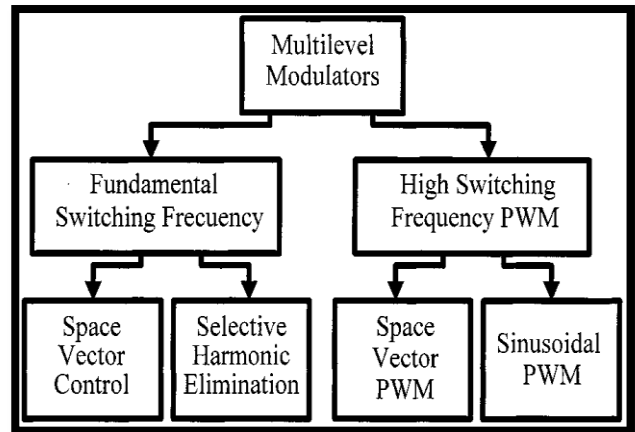 Multilevel
Modulators
Fundamental
Switching Frecuency
High Switching
Frequency PWM
Space
Vector
Control
Selective
Harmonic
Elimination
Space
Vector
PWM
Sinusoidal
PWM